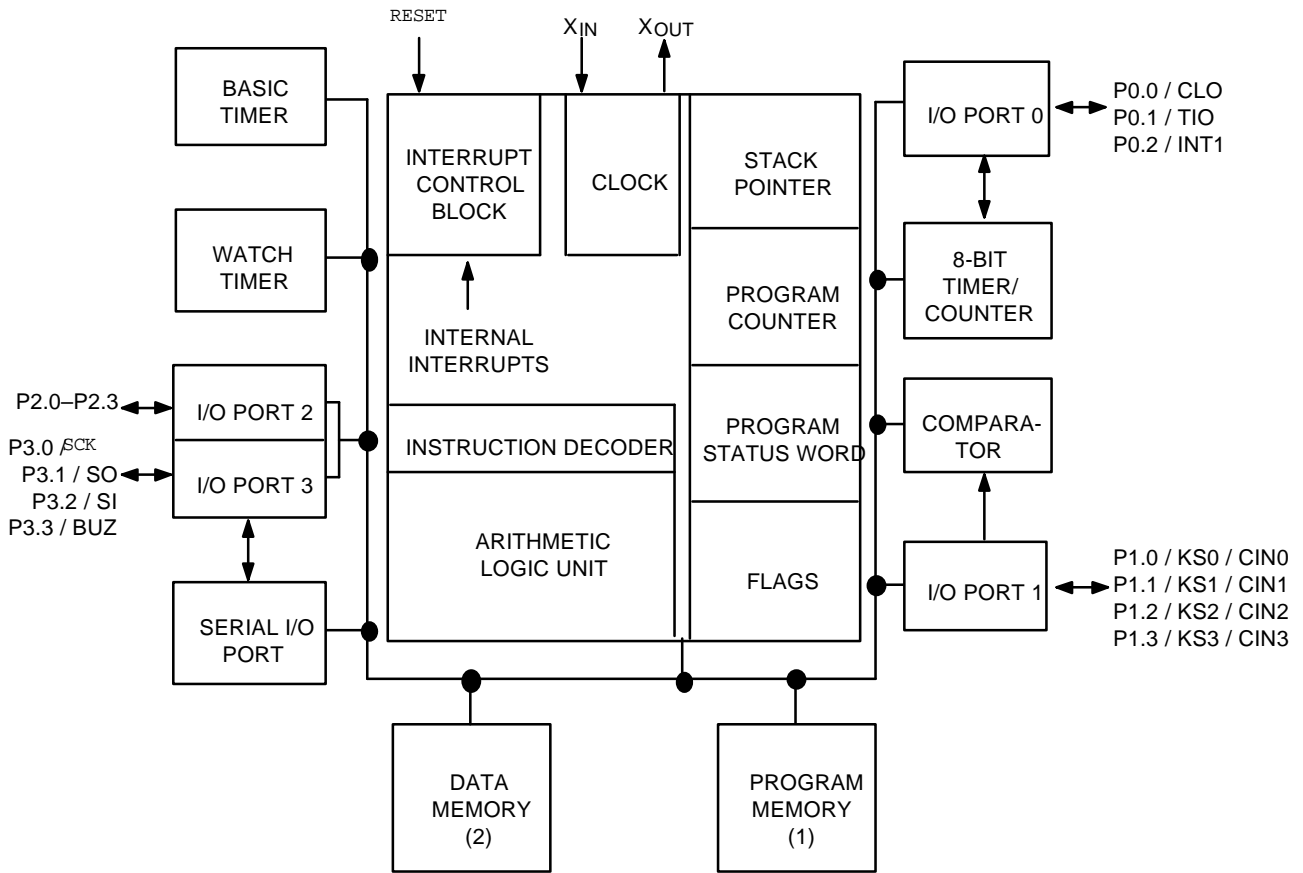 RESET
XIN
XOUT
BASIC
TIMER
WATCH
TIMER
P2.0–P2.3
I/O PORT 2
P3.0 / SCK
P3.1 / SO
P3.2 / SI
P3.3 / BUZ
I/O PORT 3
SERIAL I/O
PORT
INTERRUPT
CONTROL
BLOCK
CLOCK
INTERNAL
INTERRUPTS
INSTRUCTION DECODER
ARITHMETIC
LOGIC UNIT
STACK
POINTER
PROGRAM
COUNTER
PROGRAM
STATUS WORD
FLAGS
I/O PORT 0
P0.0 / CLO
P0.1 / TIO
P0.2 / INT1
8-BIT
TIMER/
COUNTER
COMPARA-
TOR
I/O PORT 1
P1.0 / KS0 / CIN0
P1.1 / KS1 / CIN1
P1.2 / KS2 / CIN2
P1.3 / KS3 / CIN3
DATA
MEMORY
(2)
PROGRAM
MEMORY
(1)